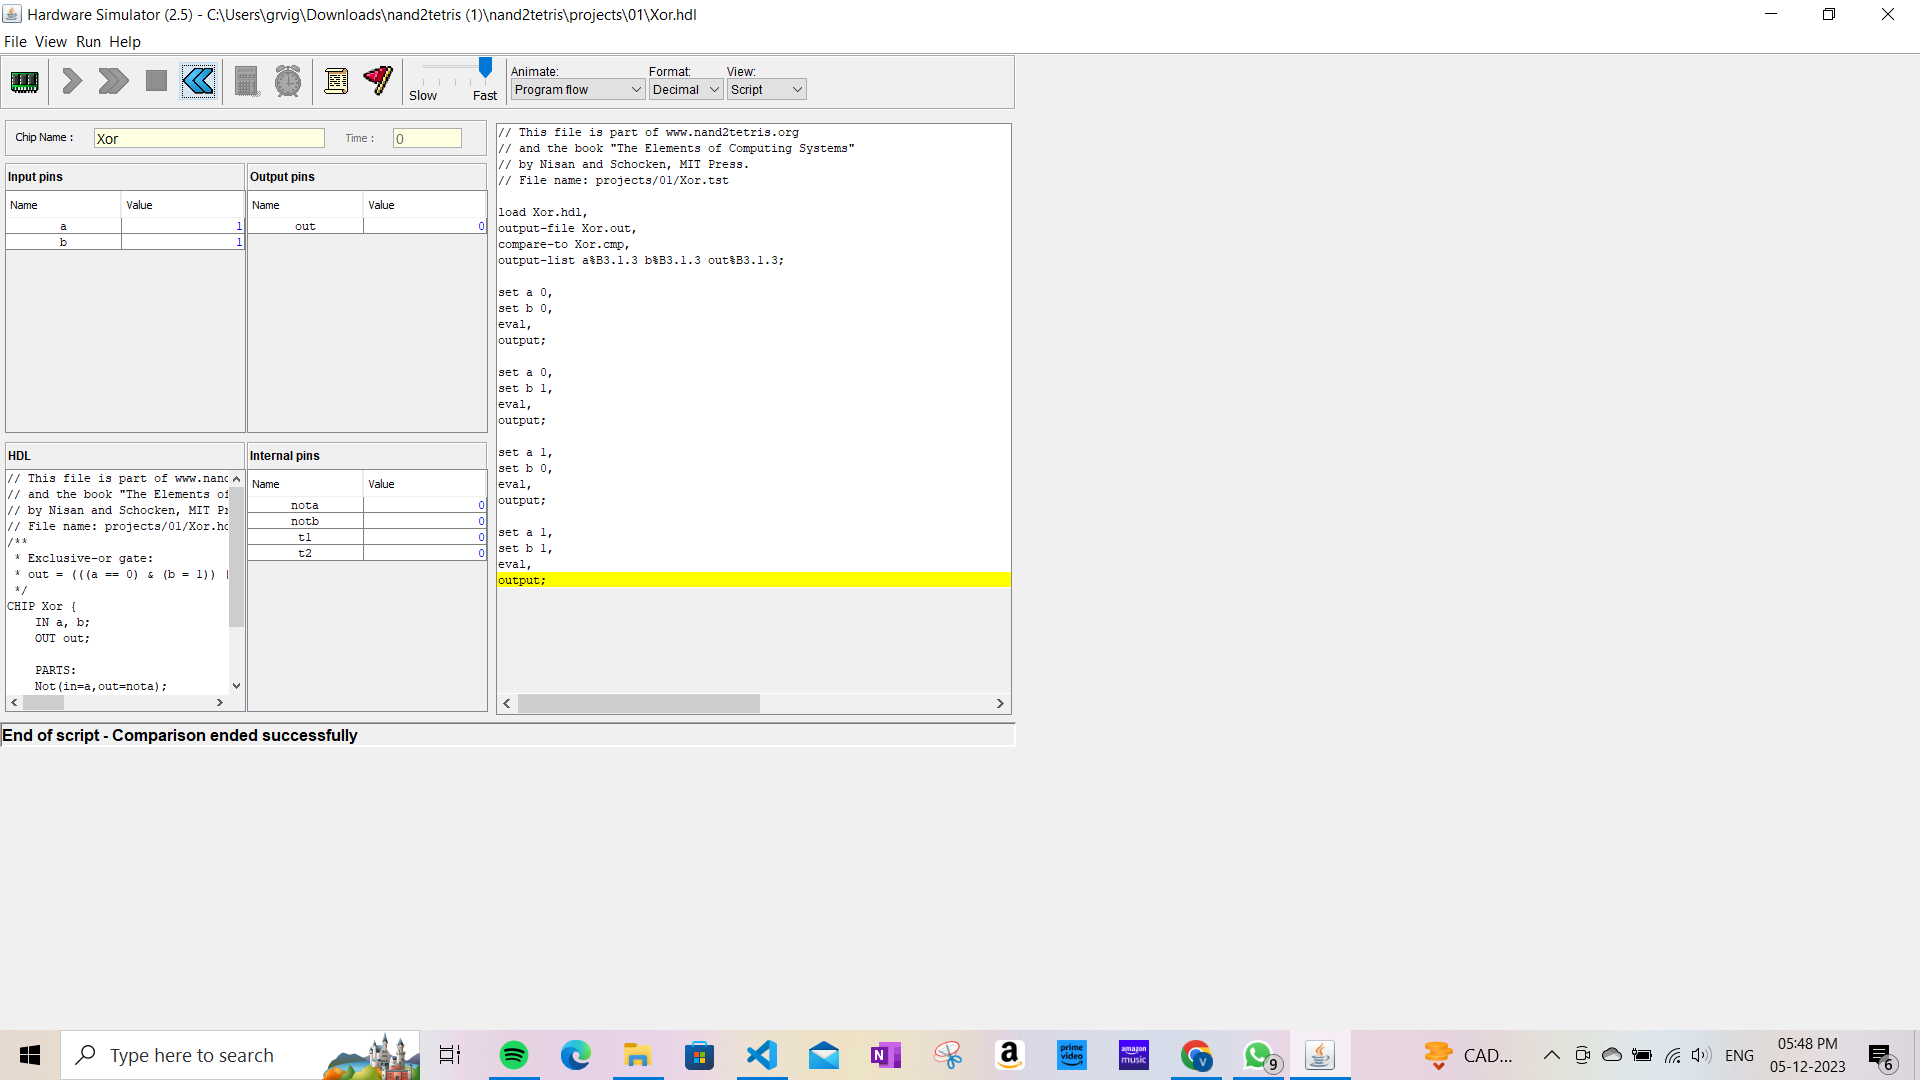 Hardware Simulator (2.5) - C:\Users\grvig\Downloads\nand2tetris (1)\nand2tetris\projects\01\Xor.hdl
File View Run Help
Slow Fast
Animate: Format: View:
Program flow Decimal Script
Chip Name : Xor Time : 0
Input pins
Name Value
a 1
b 1
Output pins
Name Value
out 0
HDL
// This file is part of www.nand
// and the book "The Elements of
// by Nisan and Schocken, MIT Pr
// File name: projects/01/Xor.hd
/**
* Exclusive-or gate:
* out = (((a == 0) & (b = 1)) |
*/
CHIP Xor {
IN a, b;
OUT out;
PARTS:
Not(in=a,out=nota);
Internal pins
Name Value
nota 0
notb 0
t1 0
t2 0
// This file is part of www.nand2tetris.org
// and the book "The Elements of Computing Systems"
// by Nisan and Schocken, MIT Press.
// File name: projects/01/Xor.tst
load Xor.hdl,
output-file Xor.out,
compare-to Xor.cmp,
output-list a%B3.1.3 b%B3.1.3 out%B3.1.3;
set a 0,
set b 0,
eval,
output;
set a 0,
set b 1,
eval,
output;
set a 1,
set b 0,
eval,
output;
set a 1,
set b 1,
eval,
output;
End of script - Comparison ended successfully
Type here to search
N
a
prime video
amazon music
V
9
CAD...
ENG
05:48 PM
05-12-2023
6